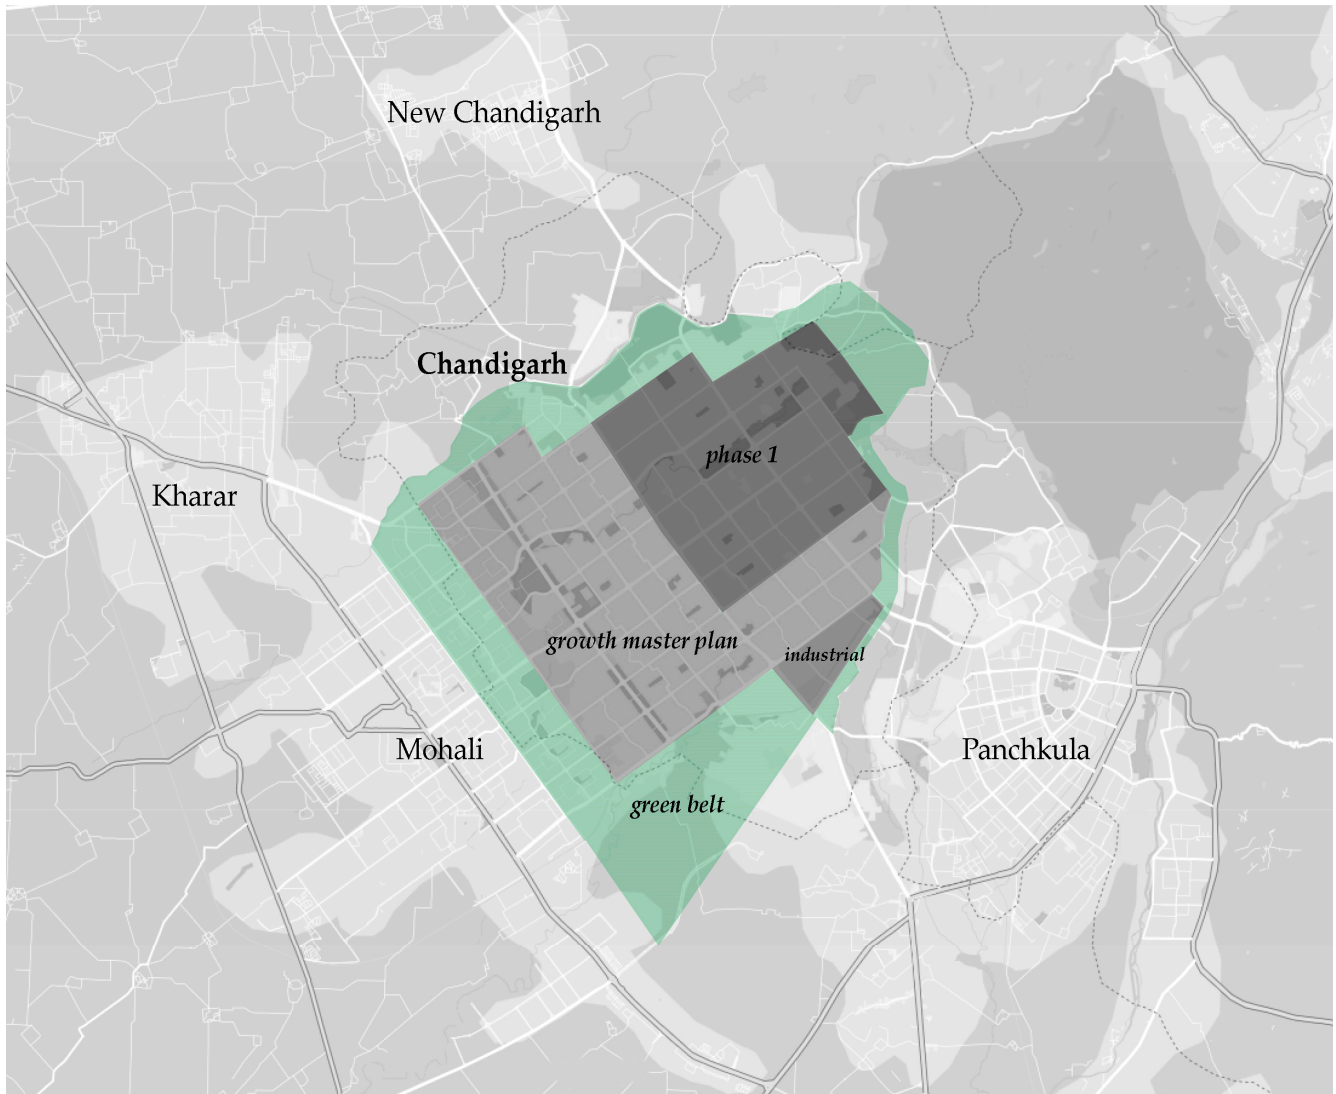 New Chandigarh
Chandigarh
phase 1
Kharar
growth master plan
industrial
Mohali
Panchkula
green belt